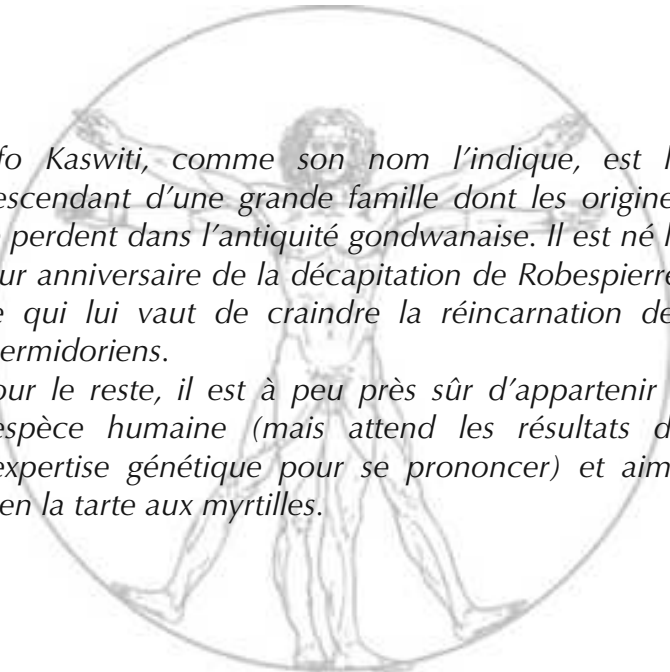 fo Kaswiti, comme son nom l’indique, est l
escendant d’une grande famille dont les origine
perdent dans l’antiquité gondwanaise. Il est né l
ur anniversaire de la décapitation de Robespierre
e qui lui vaut de craindre la réincarnation de
ermidoriens.
our le reste, il est à peu près sûr d’appartenir
espèce humaine (mais attend les résultats d
expertise génétique pour se prononcer) et aim
en la tarte aux myrtilles.